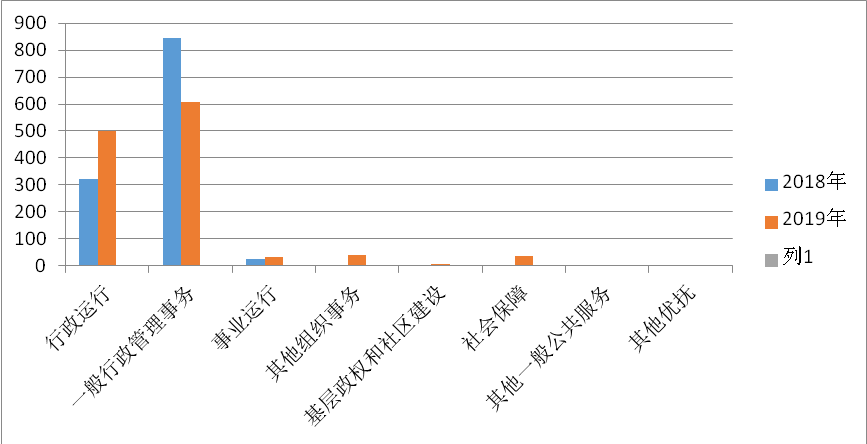 900
800
700
600
500
400
300
200
100
0
行政运行
一般行政管理事务
事业运行
其他组织事务
基层政权和社区建设
社会保障
其他一般公共服务
其他优抚
2018年
2019年
列1